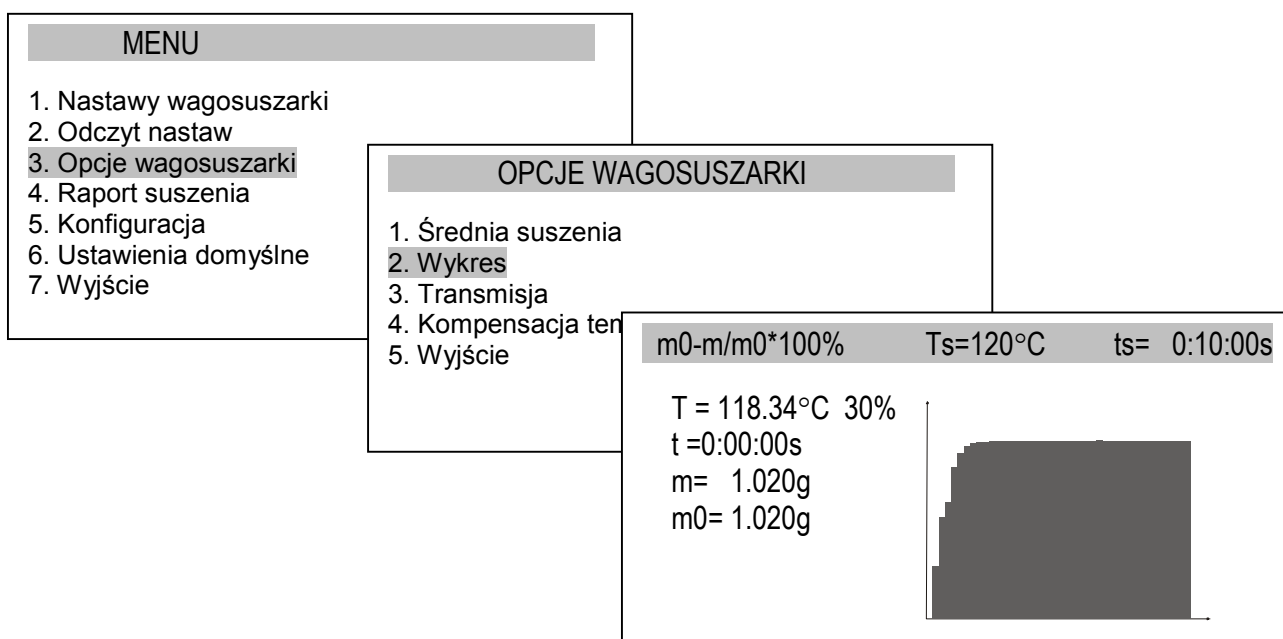 MENU
1. Nastawy wagosuszarki
2. Odczyt nastaw
3. Opcje wagosuszarki
4. Raport suszenia
5. Konfiguracja
6. Ustawienia domyślne
7. Wyjście
OPCJE WAGOSUSZARKI
1. Średnia suszenia
2. Wykres
3. Transmisja
4. Kompensacja
5. Wyjście
m0-m/m0*100% Ts=120°C ts= 0:10:00s
T = 118.34°C 30%
t =0:00:00s
m= 1.020g
m0= 1.020g